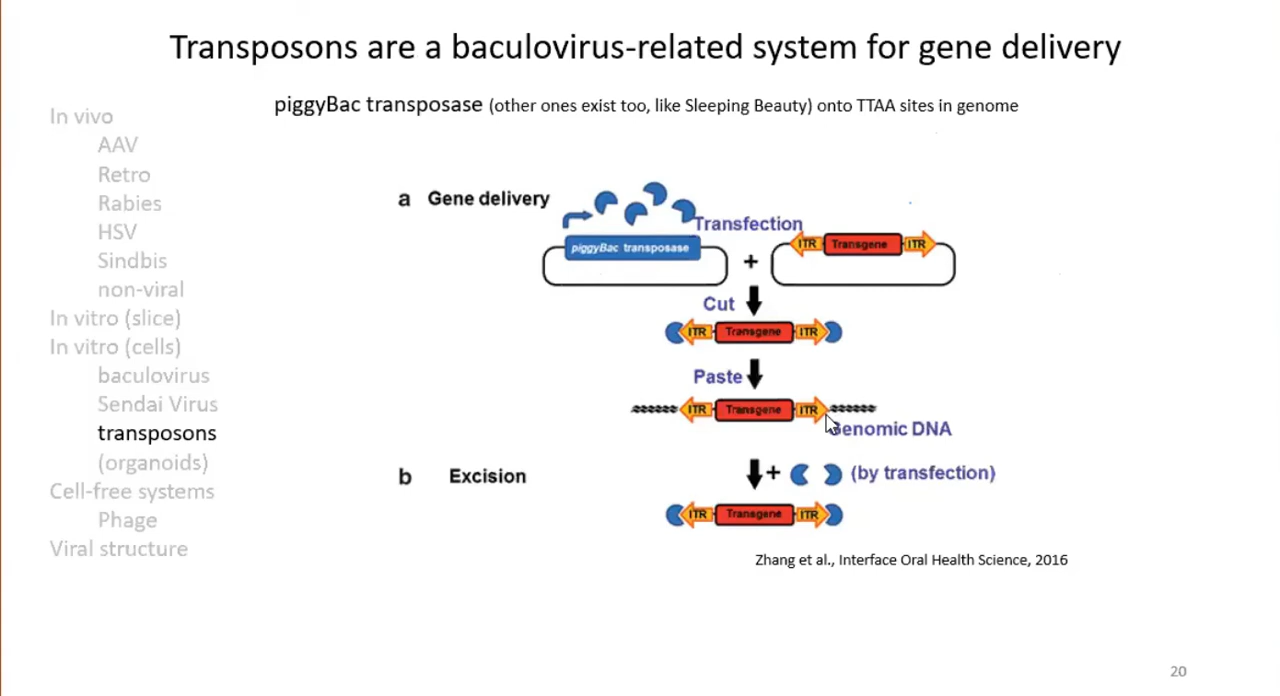 Transposons are a baculovirus-related system for gene delivery
piggyBac transposase (other ones exist too, like Sleeping Beauty) onto TTAA sites in genome
In vivo
AAV
Retro
Rabies
HSV
Sindbis
non-viral
In vitro (slice)
In vitro (cells)
baculovirus
Sendai Virus
transposons
(organoids)
Cell-free systems
Phage
Viral structure
a Gene delivery
Transfection
piggyBac transposase
+
ITR Transgene ITR
Cut
ITR Transgene ITR
Paste
ITR Transgene ITR
Genomic DNA
b Excision
+ (by transfection)
ITR Transgene ITR
Zhang et al., Interface Oral Health Science, 2016
20